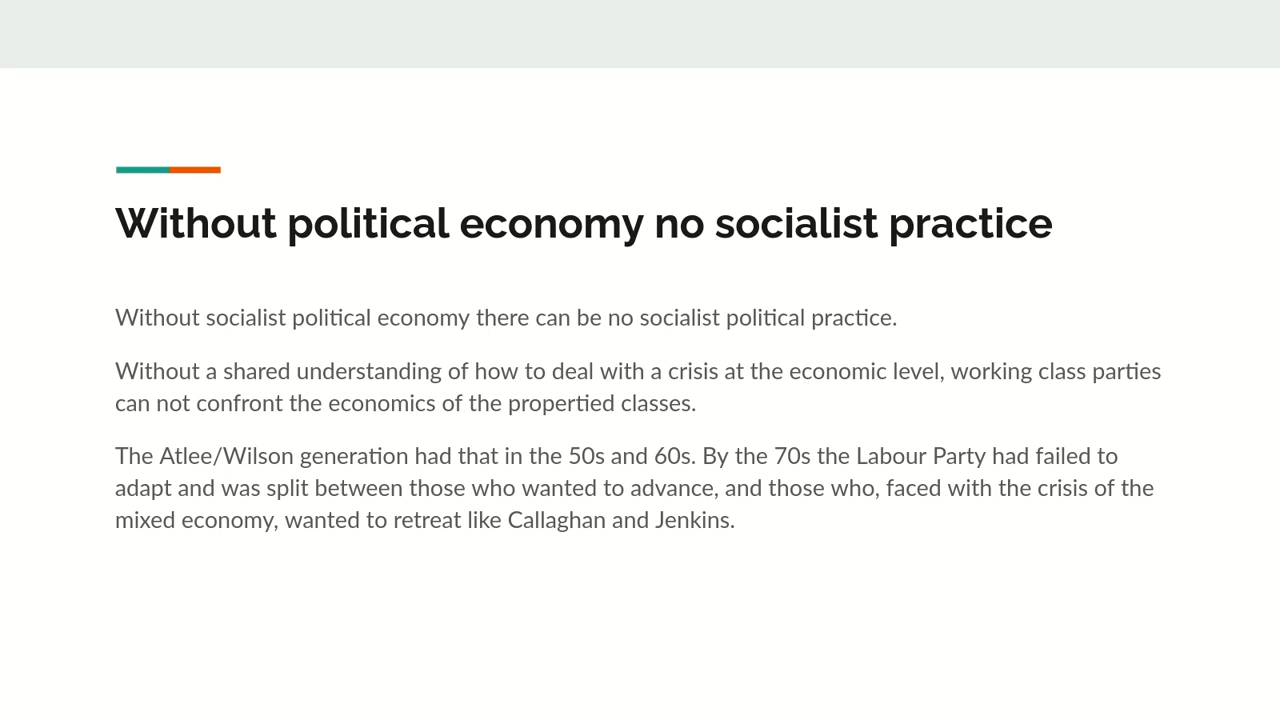 Without political economy no socialist practice
Without socialist political economy there can be no socialist political practice.
Without a shared understanding of how to deal with a crisis at the economic level, working class parties
can not confront the economics of the propertied classes.
The Atlee/Wilson generation had that in the 50s and 60s. By the 70s the Labour Party had failed to
adapt and was split between those who wanted to advance, and those who, faced with the crisis of the
mixed economy, wanted to retreat like Callaghan and Jenkins.